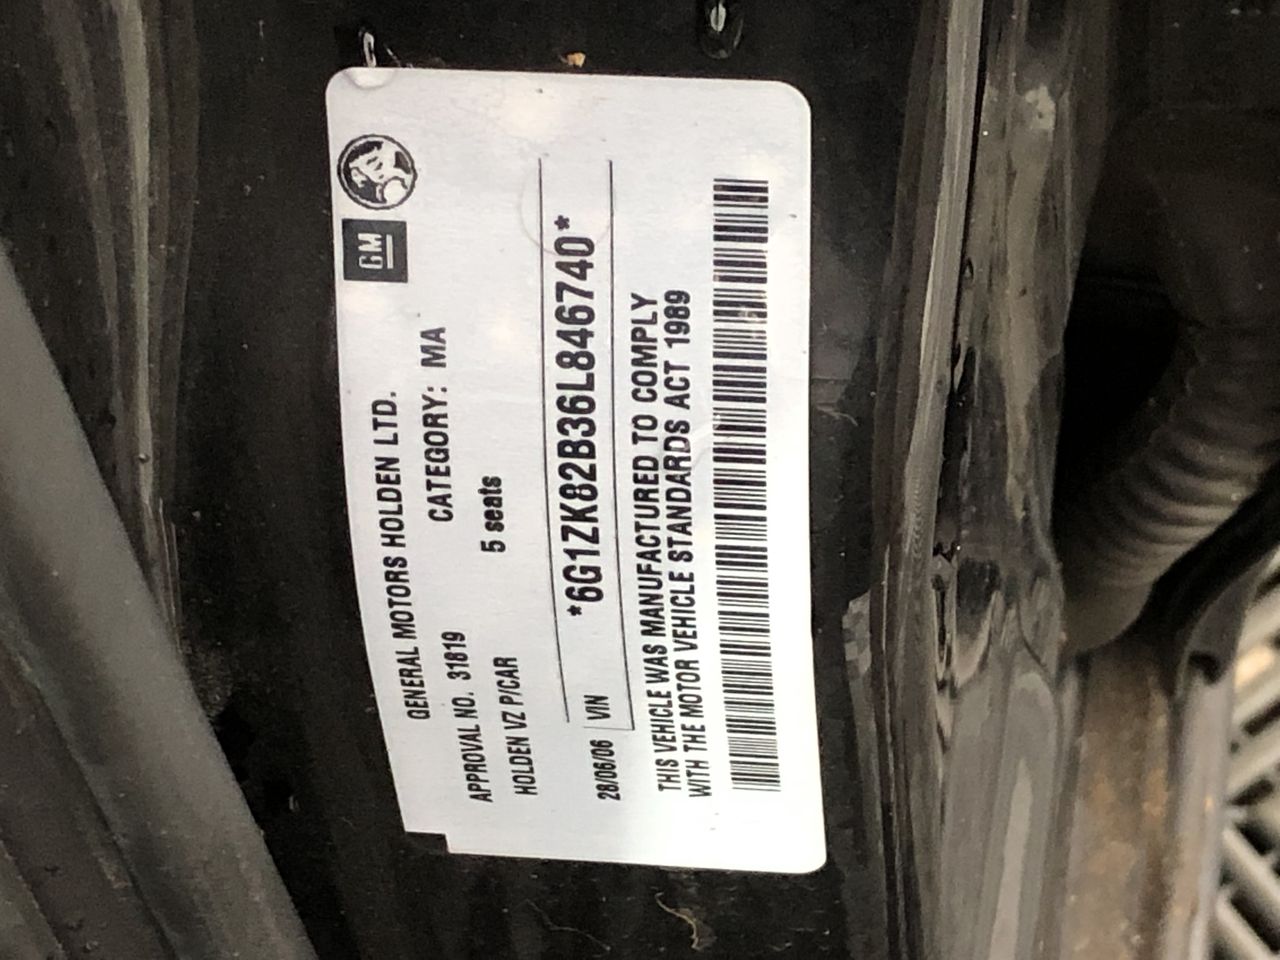 GM
GENERAL MOTORS HOLDEN LTD.
APPROVAL NO. 31819 CATEGORY: MA
HOLDEN VZ P/CAR 5 seats
28/06/06 VIN *6G1ZK82B36L846740*
THIS VEHICLE WAS MANUFACTURED TO COMPLY
WITH THE MOTOR VEHICLE STANDARDS ACT 1989